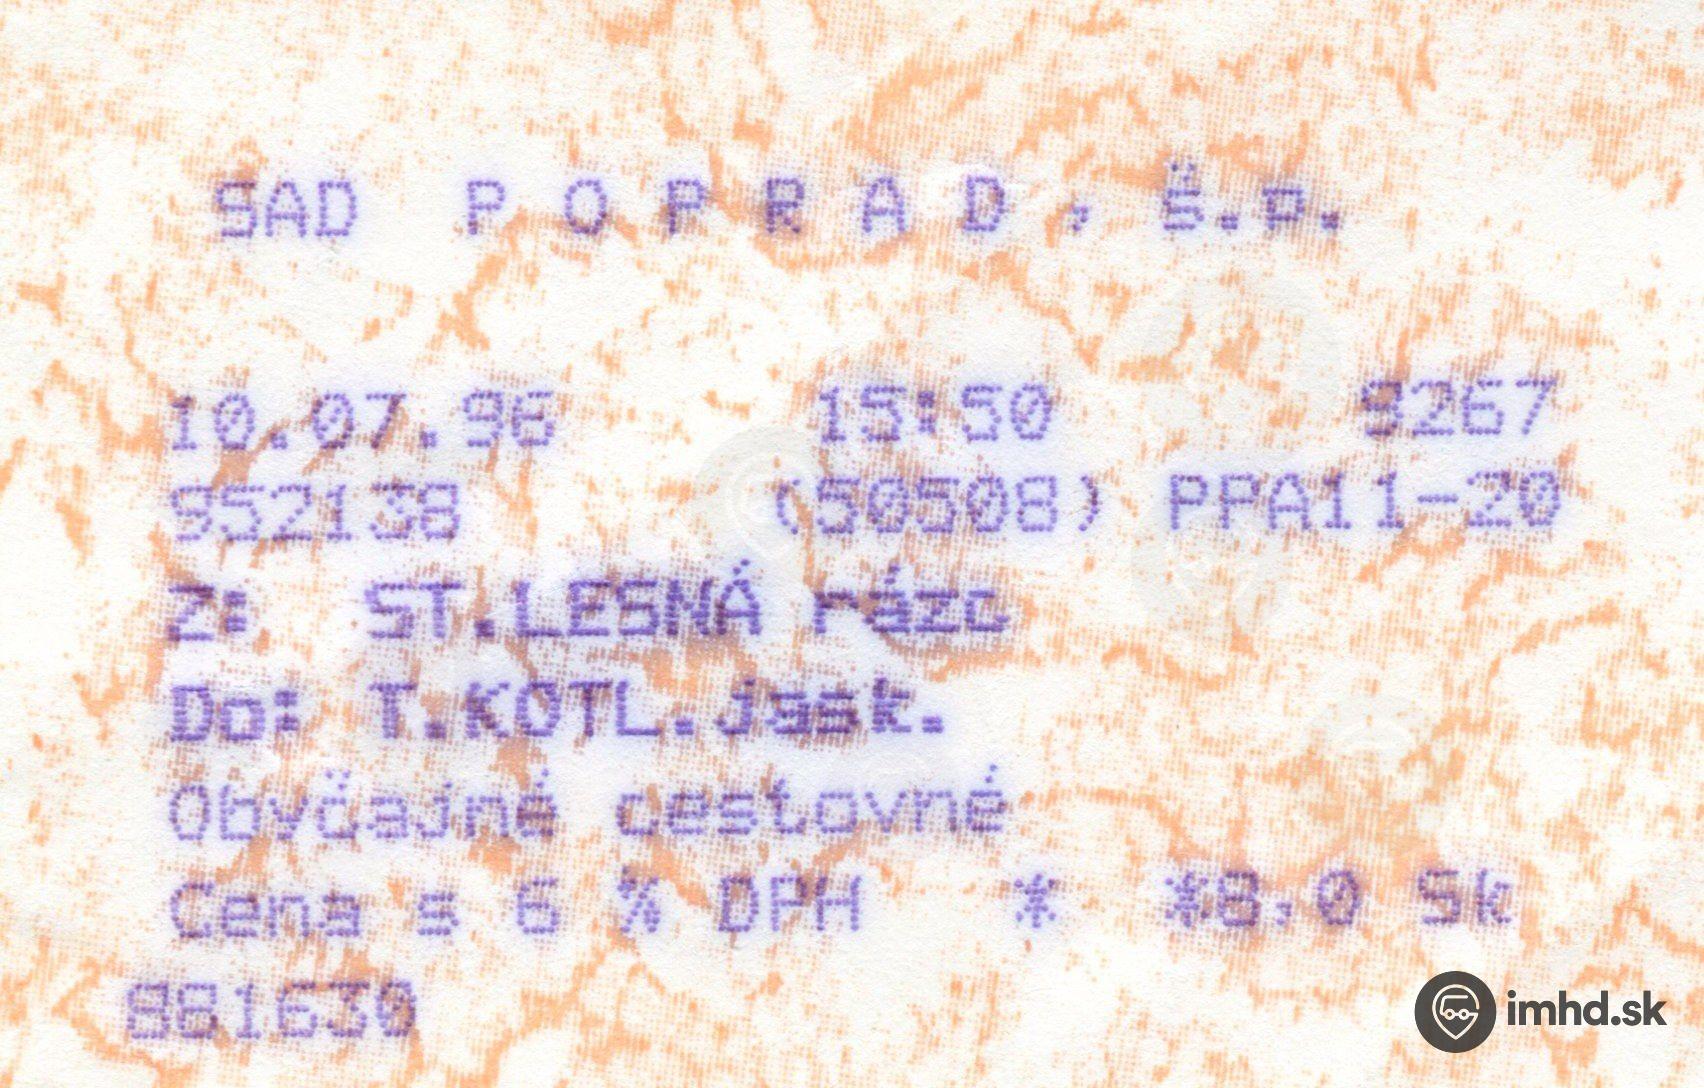 SAD P O P R A D , š.p.
10.07.96 15:50 9267
952138 (50508) PPA11-20
Z: ST.LESNÁ rázc
Do: T.KOTL.jask.
Obyčajné cestovné
Cena s 6 % DPH * *8,0 Sk
881630
imhd.sk